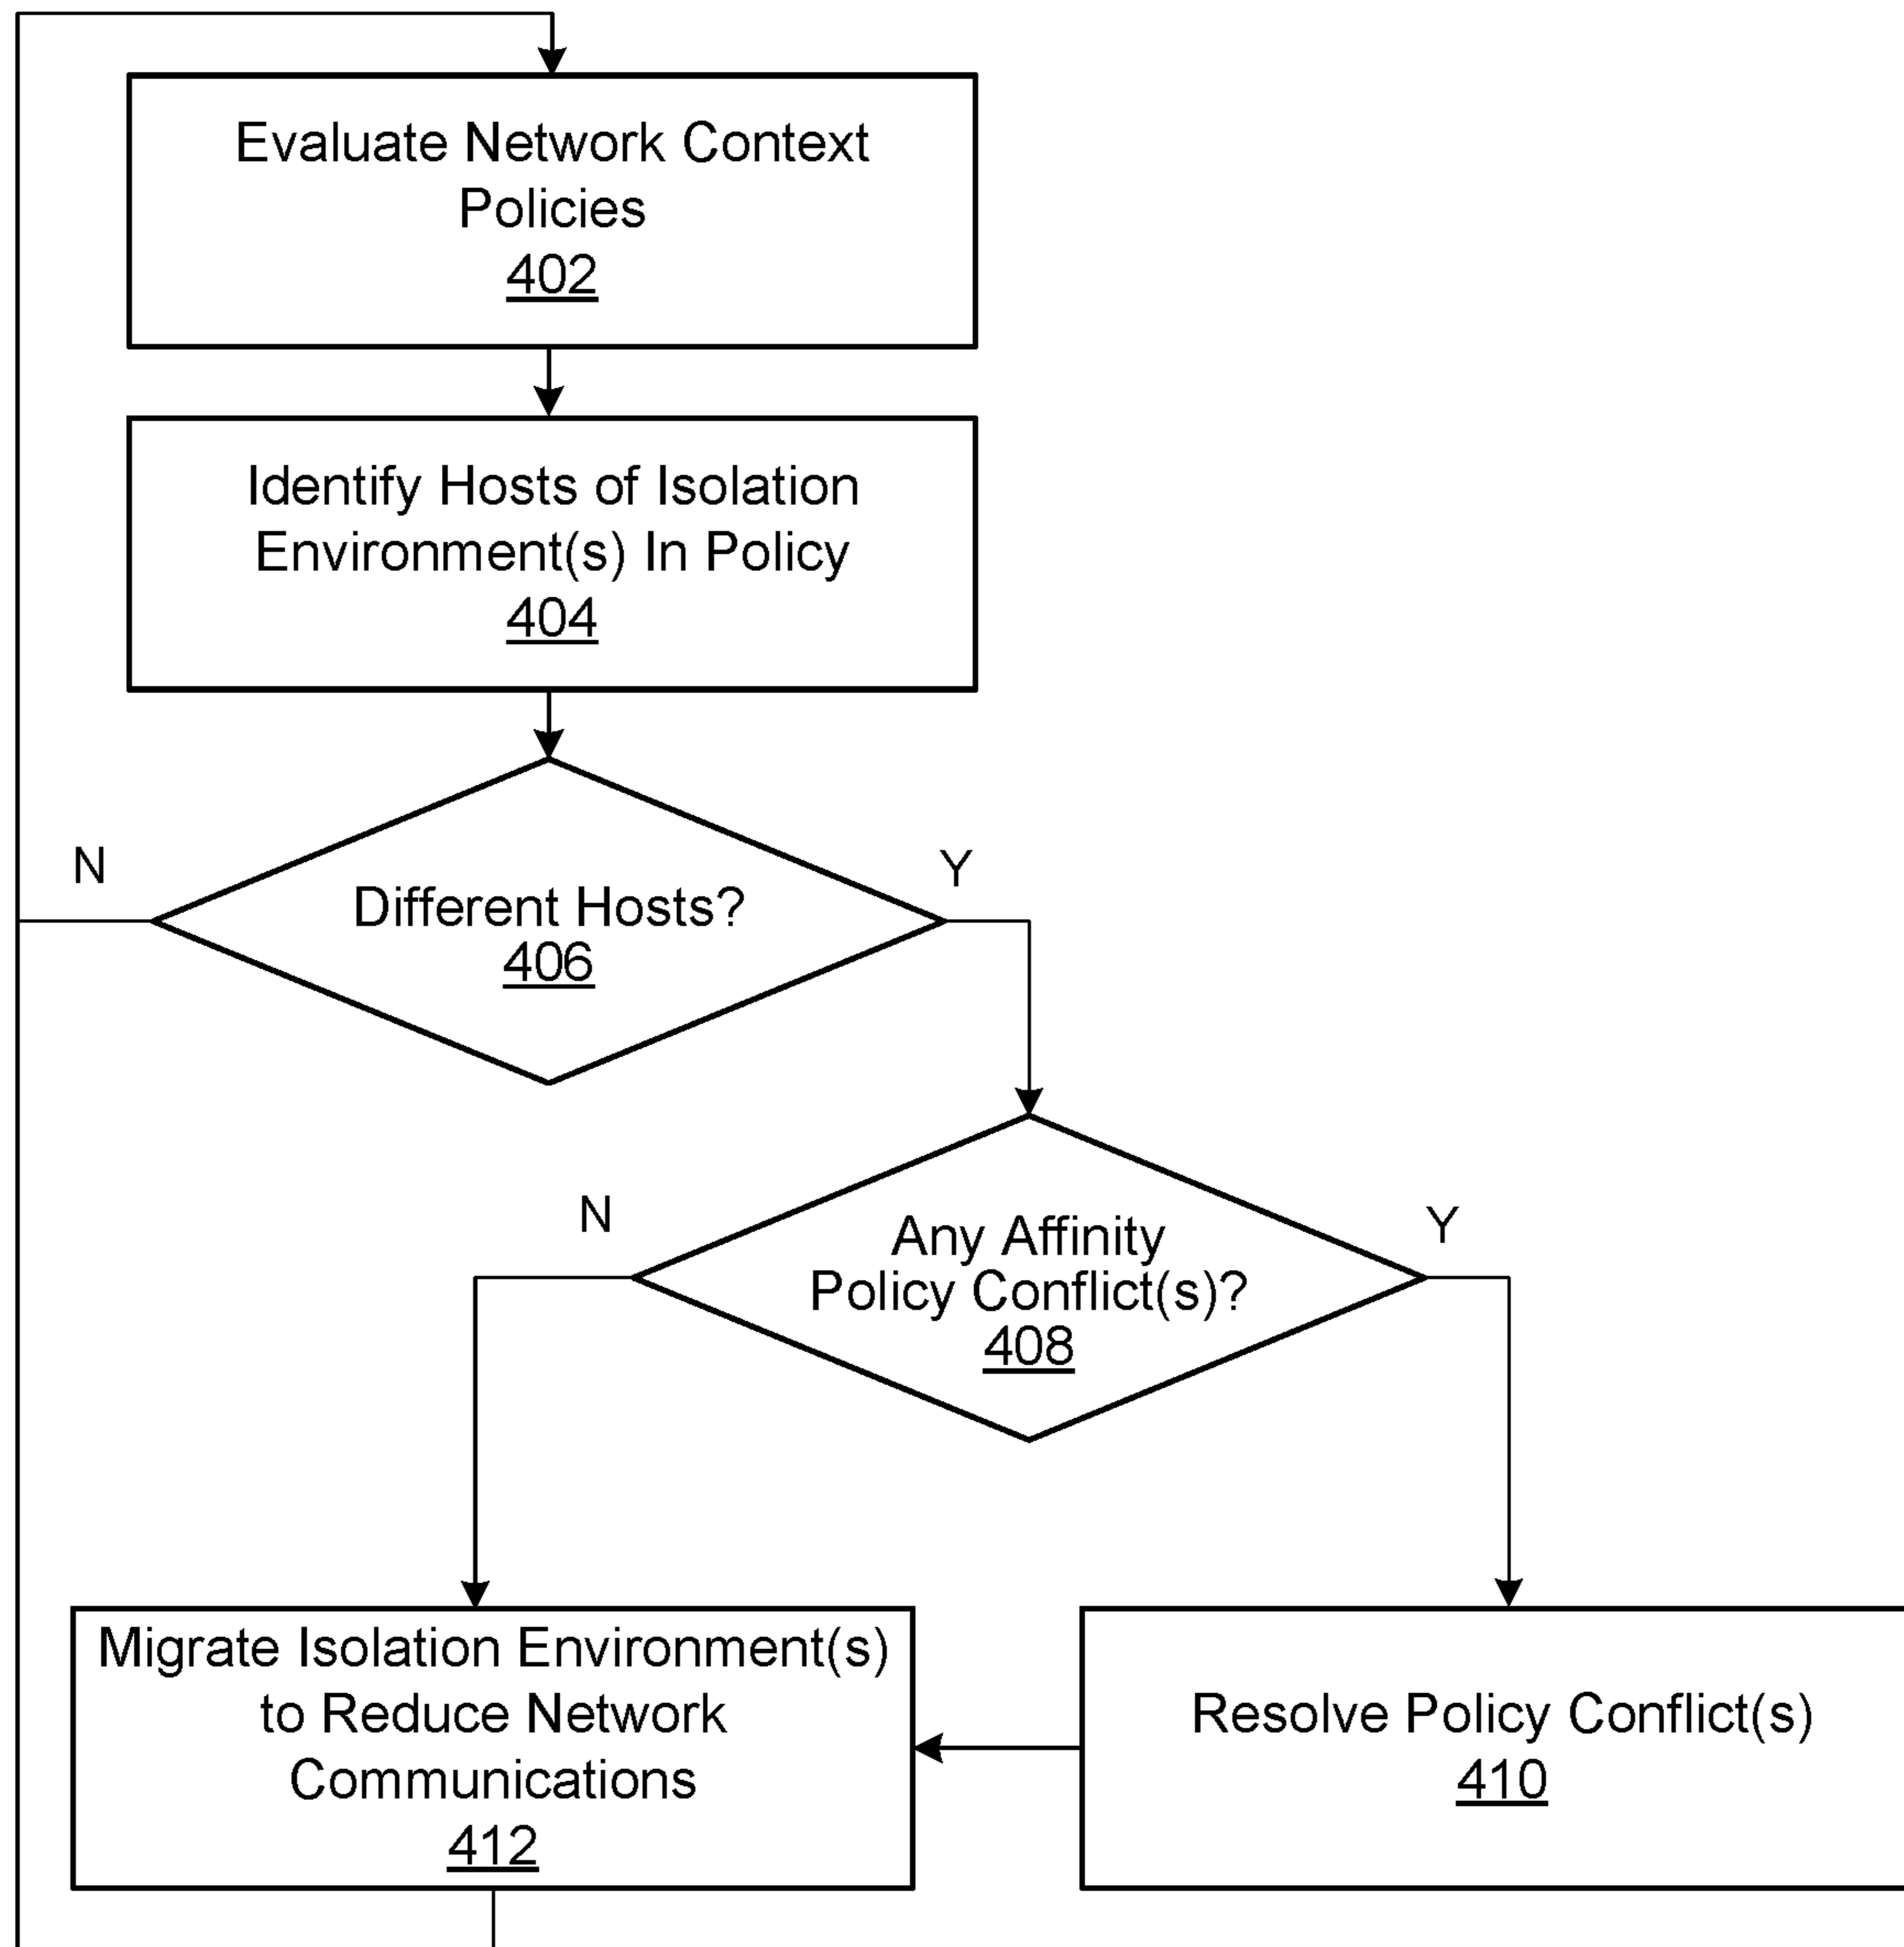 Evaluate Network Context
Policies
402
Identify Hosts of Isolation
Environment(s) In Policy
404
N
Y
Different Hosts?
406
N
Y
Any Affinity
Policy Conflict(s)?
408
Migrate Isolation Environment(s)
to Reduce Network
Communications
412
Resolve Policy Conflict(s)
410